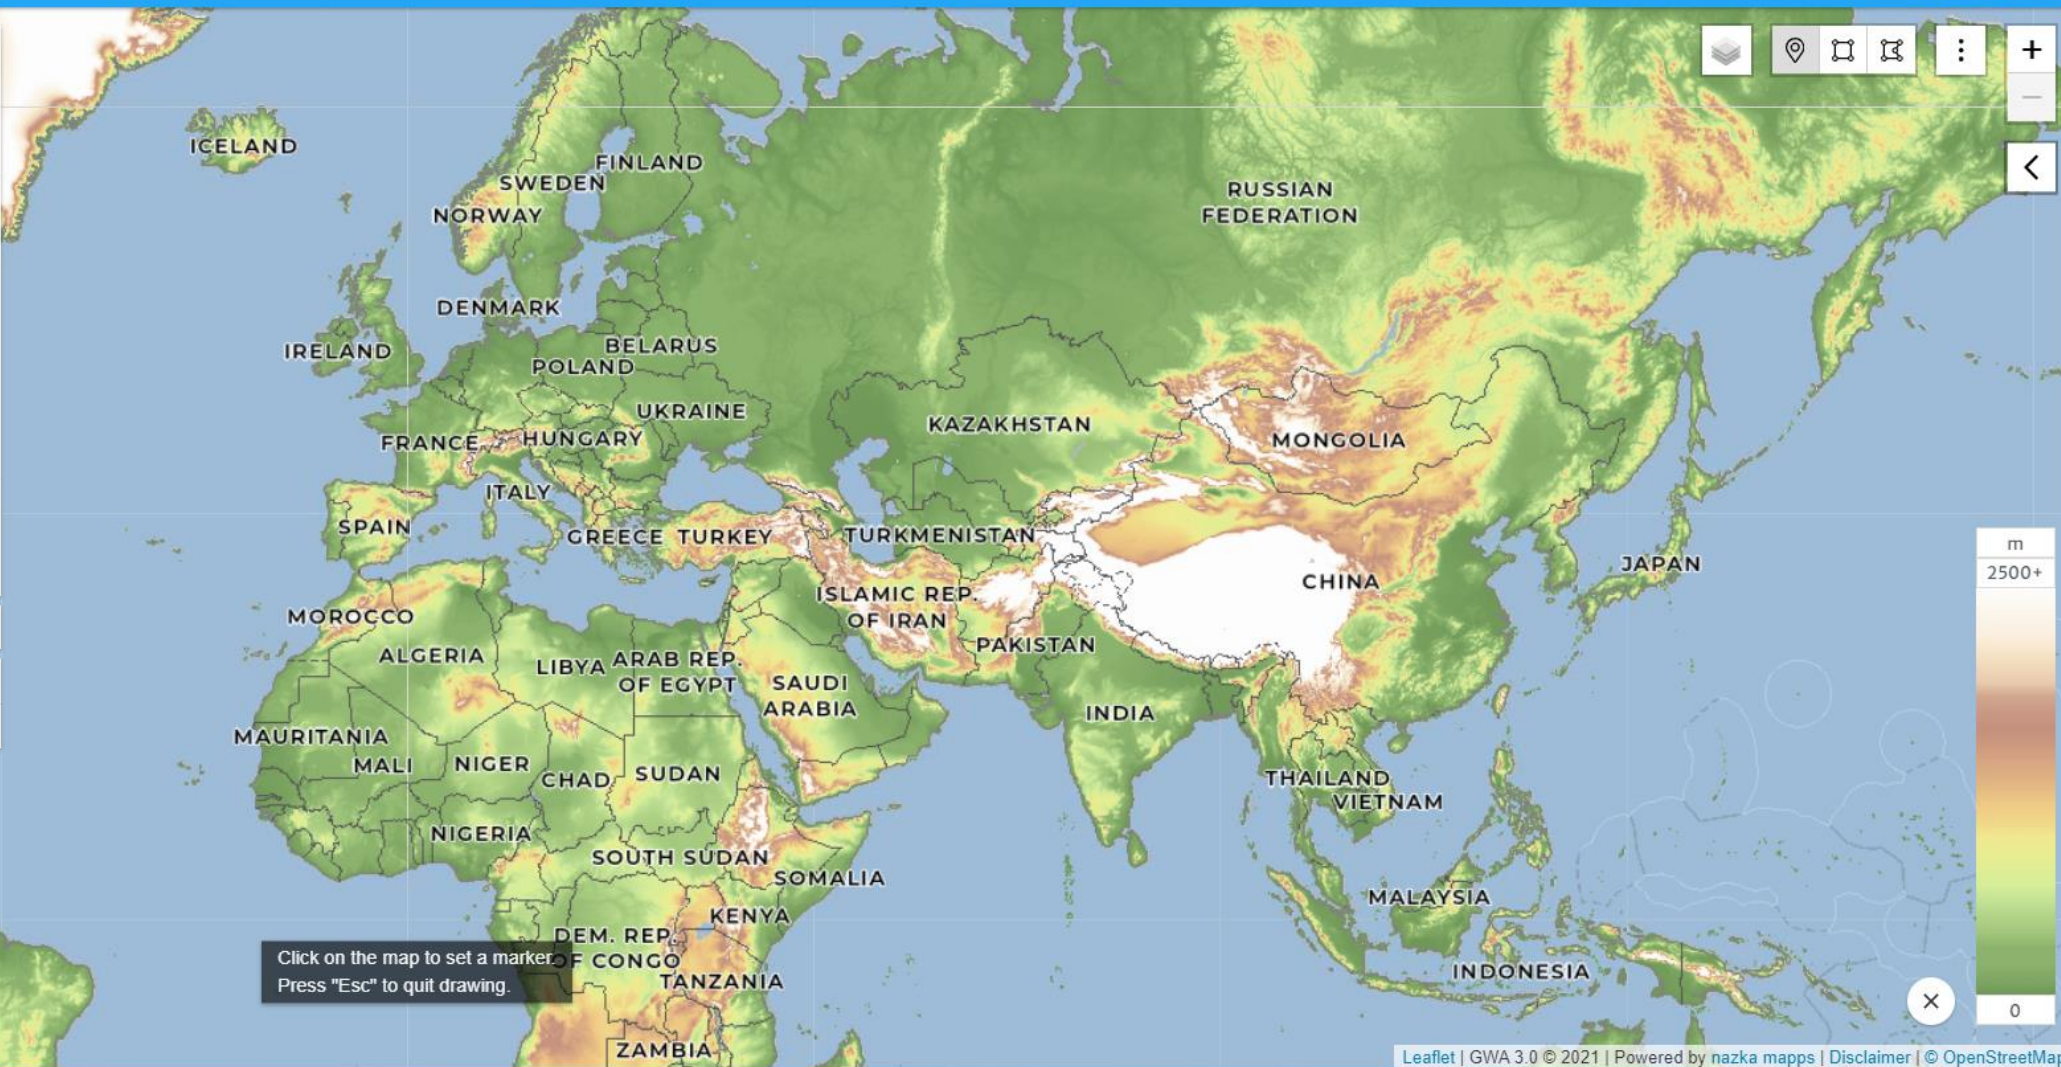 ICELAND
FINLAND
SWEDEN
NORWAY
RUSSIAN
FEDERATION
DENMARK
IRELAND
BELARUS
POLAND
UKRAINE
KAZAKHSTAN
FRANCE
HUNGARY
MONGOLIA
ITALY
SPAIN
GREECE
TURKEY
TURKMENISTAN
JAPAN
CHINA
ISLAMIC REP.
OF IRAN
MOROCCO
PAKISTAN
ALGERIA
LIBYA
ARAB REP.
OF EGYPT
SAUDI
ARABIA
INDIA
MAURITANIA
MALI
NIGER
CHAD
SUDAN
THAILAND
VIETNAM
NIGERIA
SOUTH SUDAN
SOMALIA
MALAYSIA
KENYA
DEM. REP.
OF CONGO
TANZANIA
INDONESIA
ZAMBIA
Click on the map to set a marker.
Press "Esc" to quit drawing.
+
−
m
2500+
0
Leaflet | GWA 3.0 © 2021 | Powered by nazka mapps | Disclaimer | © OpenStreetMap